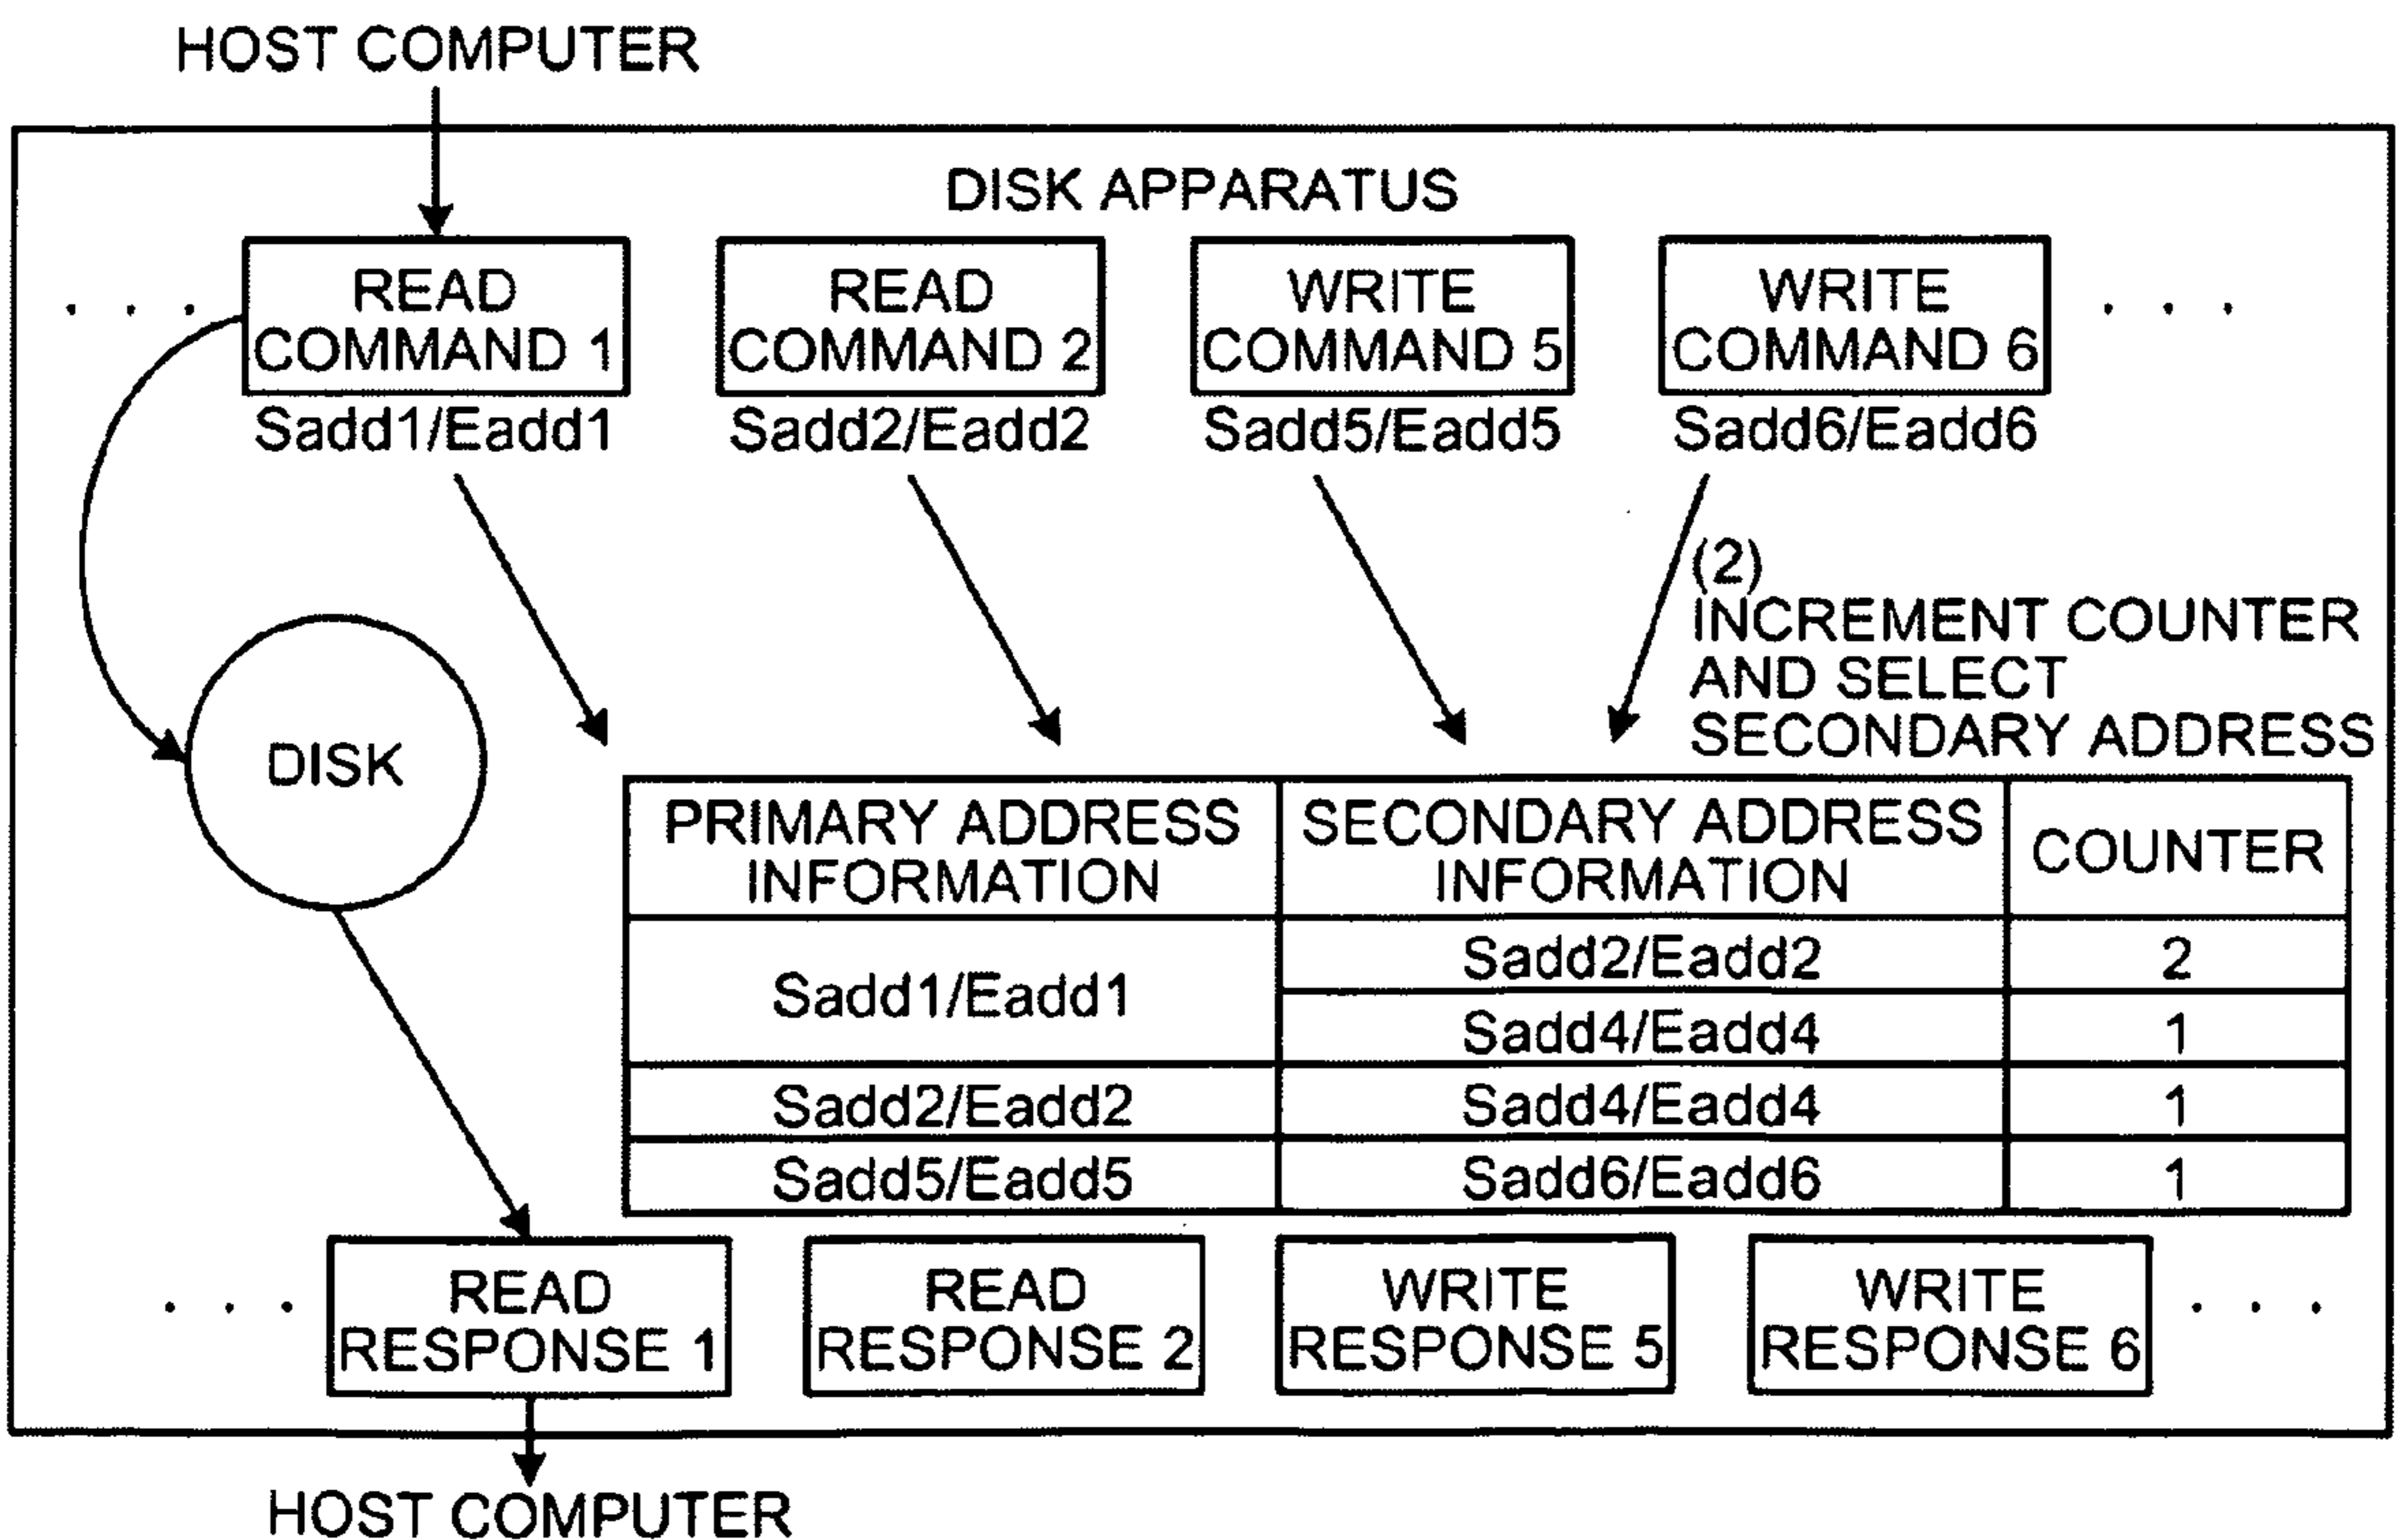 HOST COMPUTER
DISK APPARATUS
. . .
READ
COMMAND 1
READ
COMMAND 2
WRITE
COMMAND 5
WRITE
COMMAND 6
. . .
Sadd1/Eadd1
Sadd2/Eadd2
Sadd5/Eadd5
Sadd6/Eadd6
(2)
INCREMENT COUNTER
AND SELECT
SECONDARY ADDRESS
DISK
PRIMARY ADDRESS
INFORMATION
SECONDARY ADDRESS
INFORMATION
COUNTER
Sadd1/Eadd1
Sadd2/Eadd2
2
Sadd4/Eadd4
1
Sadd2/Eadd2
Sadd4/Eadd4
1
Sadd5/Eadd5
Sadd6/Eadd6
1
. . .
READ
RESPONSE 1
READ
RESPONSE 2
WRITE
RESPONSE 5
WRITE
RESPONSE 6
. . .
HOST COMPUTER